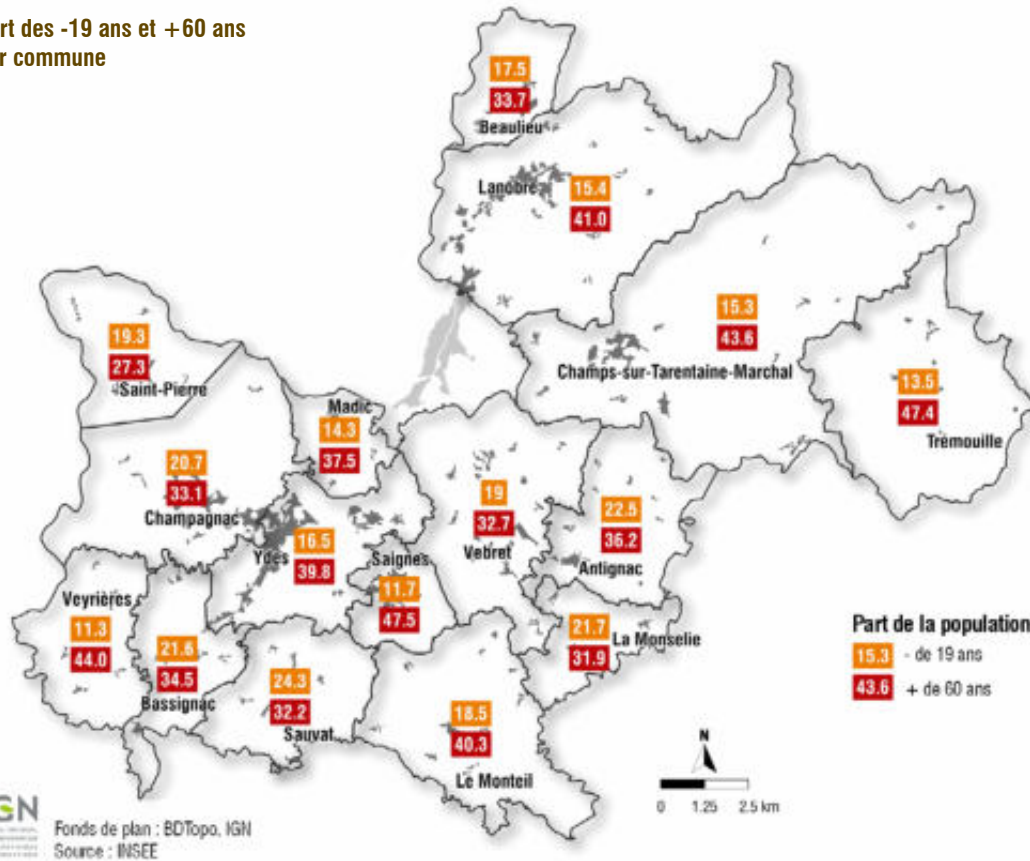 rt des -19 ans et +60 ans
r commune
17.5
33.7
Beaulieu
Lanobre
15.4
41.0
15.3
43.6
Champs-sur-Tarentaine-Marchal
13.5
47.4
Trémouille
19.3
27.3
Saint-Pierre
Madic
14.3
37.5
20.7
33.1
Champagnac
19
32.7
Vebret
22.5
36.2
Antignac
Ydes
16.5
39.8
Saignes
11.7
47.5
Veyrières
11.3
44.0
21.6
34.5
Bassignac
24.3
32.2
Sauvat
18.5
40.3
Le Monteil
21.7
31.9
La Monselie
Part de la population
15.3 - de 19 ans
43.6 + de 60 ans
N
0 1.25 2.5 km
GN
Fonds de plan : BDTopo, IGN
Source : INSEE